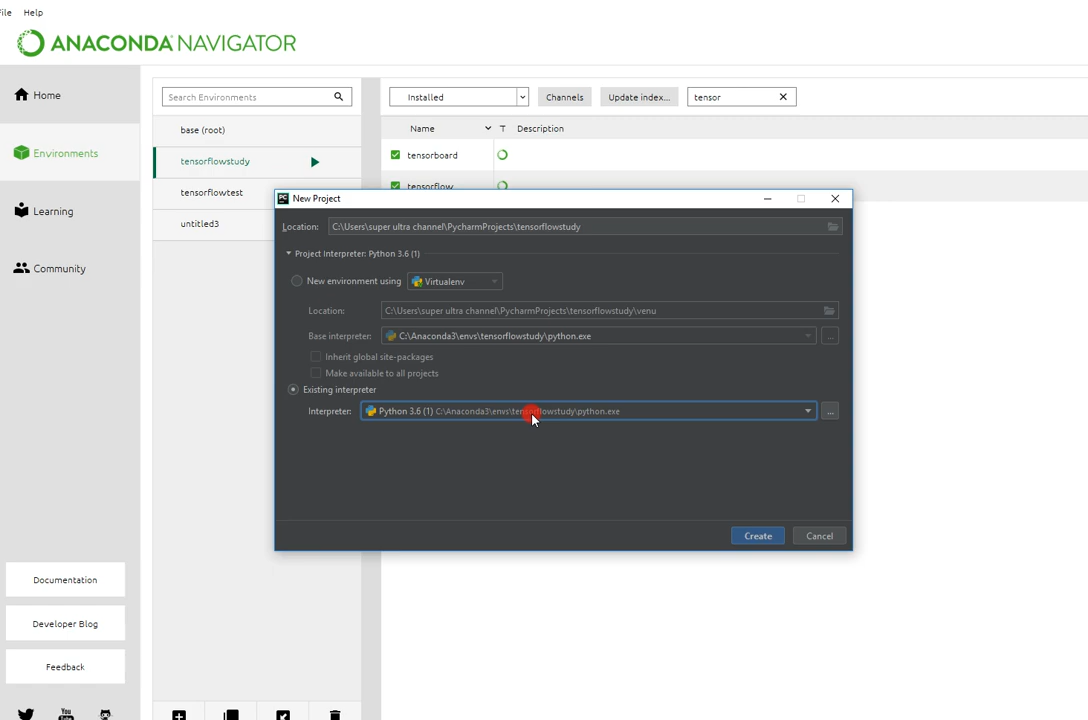 File Help
ANACONDA NAVIGATOR
Home
Environments
Learning
Community
Documentation
Developer Blog
Feedback
You Tube
Search Environments
base (root)
tensorflowstudy
tensorflowtest
untitled3
Installed Channels Update index... tensor
Name T Description
tensorboard
tensorflow
PC New Project
Location: C:\Users\super ultra channel\PycharmProjects\tensorflowstudy
Project Interpreter: Python 3.6 (1)
New environment using Virtualenv
Location: C:\Users\super ultra channel\PycharmProjects\tensorflowstudy\venv
Base interpreter: C:\Anaconda3\envs\tensorflowstudy\python.exe ...
Inherit global site-packages
Make available to all projects
Existing interpreter
Interpreter: Python 3.6 (1) C:\Anaconda3\envs\tensorflowstudy\python.exe ...
Create Cancel